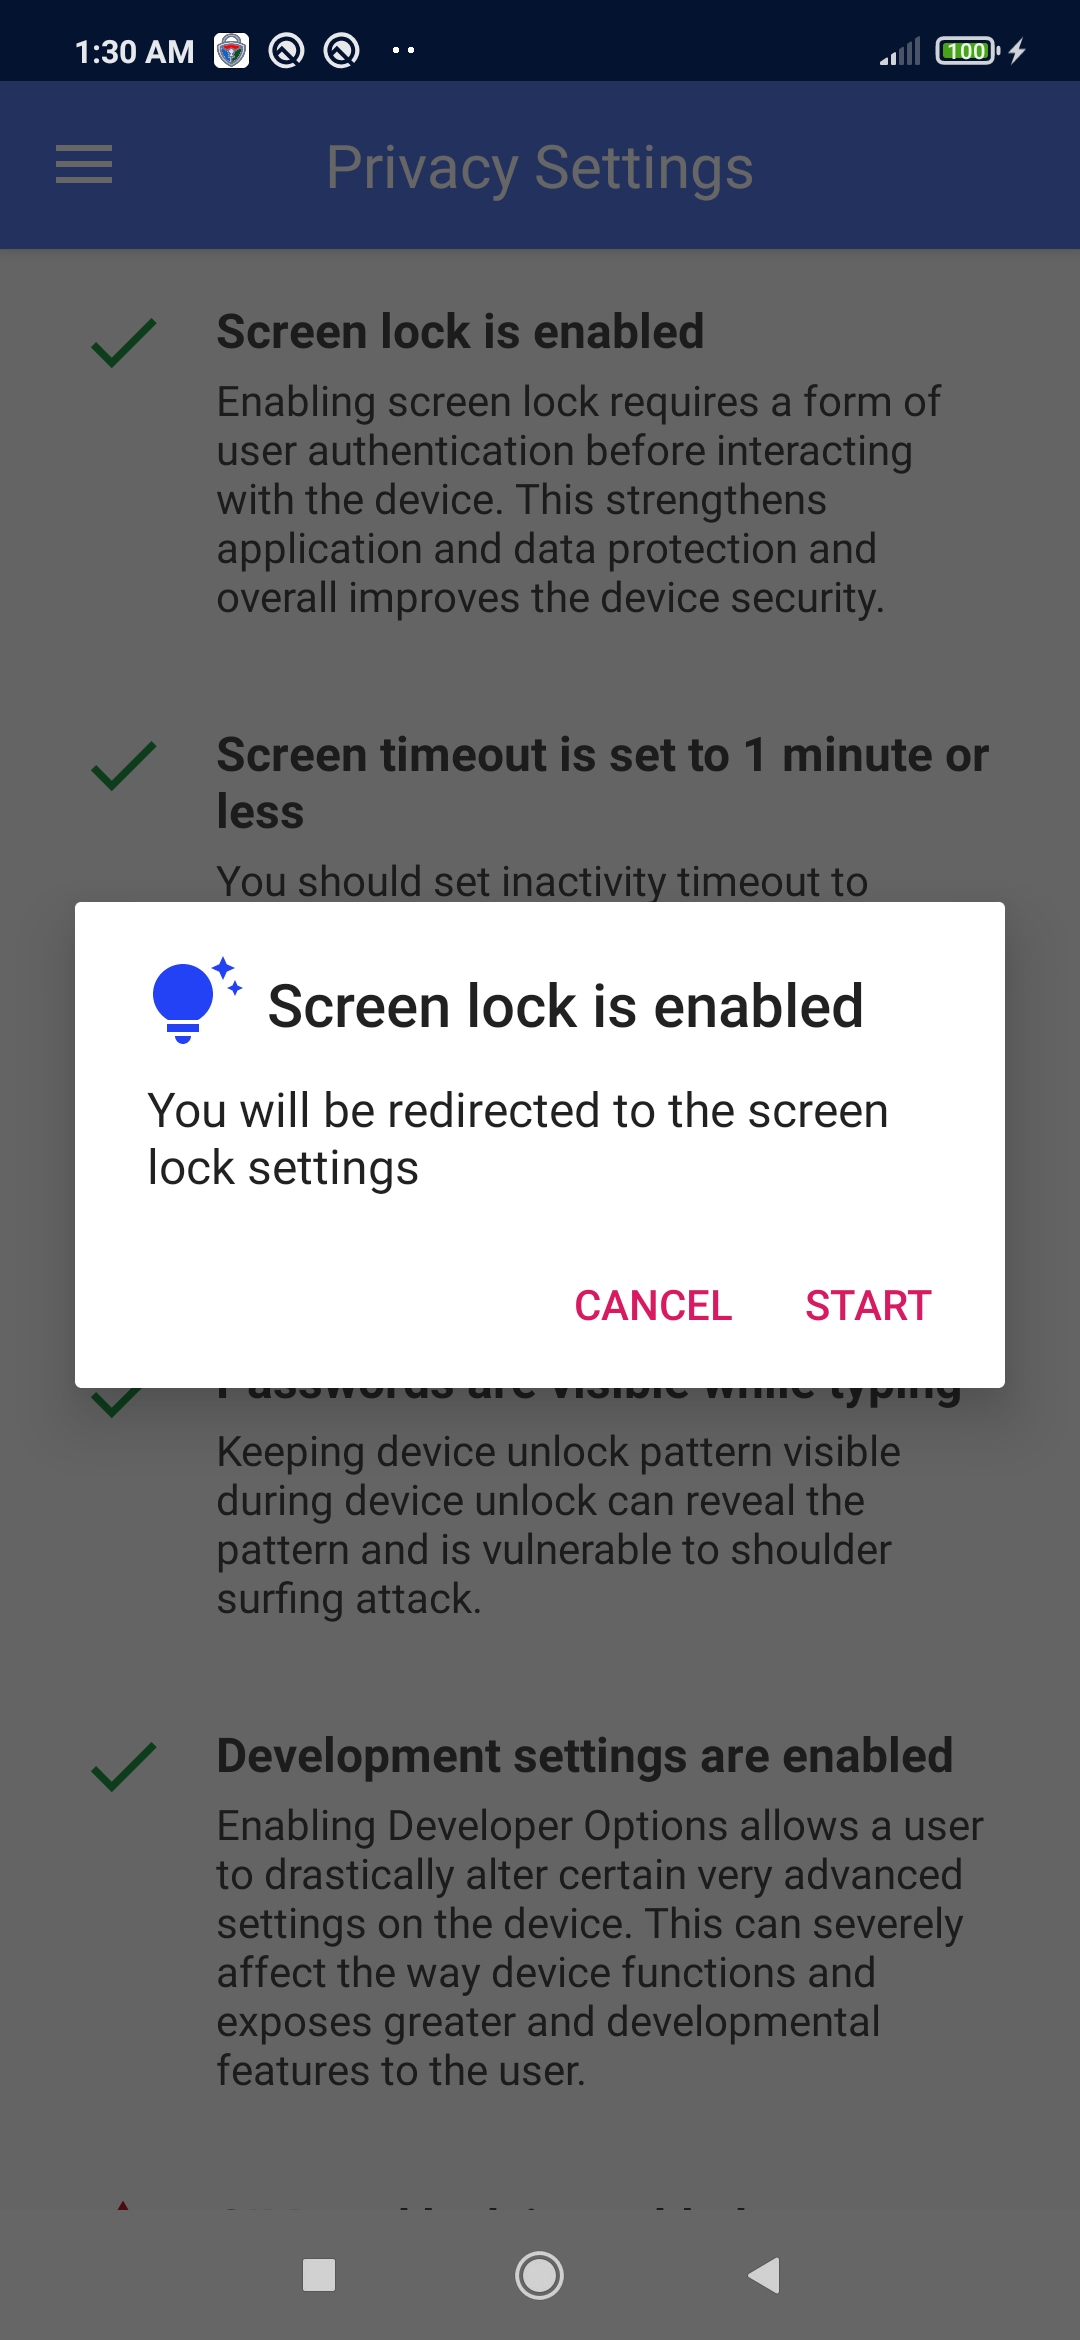 1:30 AM
100
Privacy Settings
Screen lock is enabled
Enabling screen lock requires a form of
user authentication before interacting
with the device. This strengthens
application and data protection and
overall improves the device security.
Screen timeout is set to 1 minute or
less
You should set inactivity timeout to
Screen lock is enabled
You will be redirected to the screen
lock settings
CANCEL
START
Passwords are visible while typing
Keeping device unlock pattern visible
during device unlock can reveal the
pattern and is vulnerable to shoulder
surfing attack.
Development settings are enabled
Enabling Developer Options allows a user
to drastically alter certain very advanced
settings on the device. This can severely
affect the way device functions and
exposes greater and developmental
features to the user.